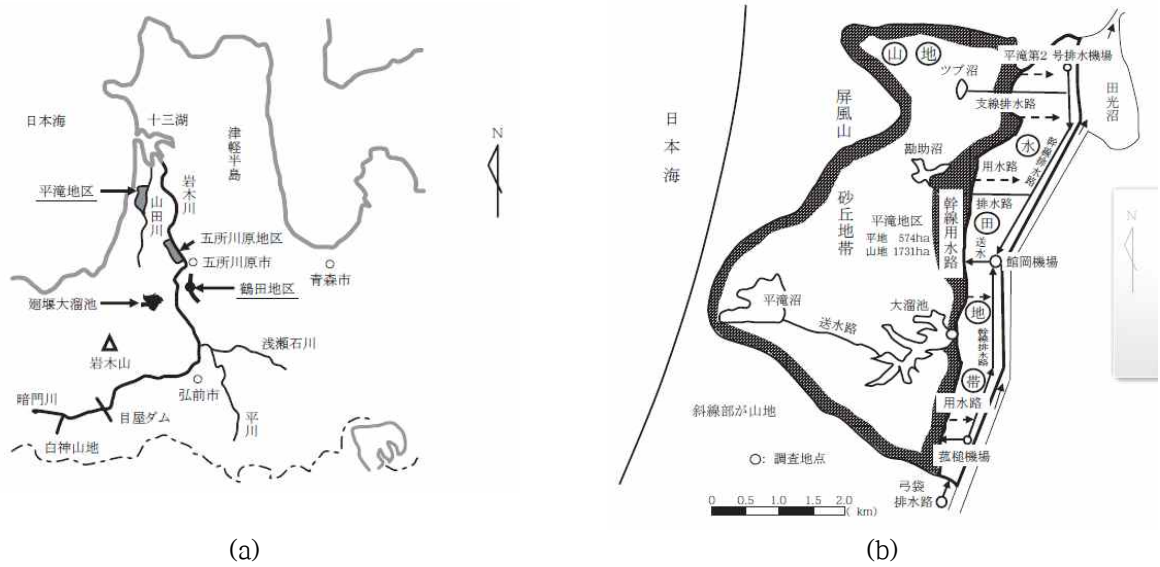 日本海
十三湖
津軽半島
N
平滝地区
岩木川
山田川
五所川原地区
五所川原市
青森市
鶴田地区
廻堰大溜池
岩木山
浅瀬石川
弘前市
暗門川
目屋ダム
平川
白神山地
(a)
山地
平滝第2号排水機場
ツブ沼
田光沼
支線排水路
屏風山
日本海
水
幹線排水路
勘助沼
用水路
排水路
砂丘地帯
平滝地区
平地 574ha
山地 1731ha
幹線用水路
田
送水
館岡機場
N
平滝沼
大溜池
地
送水路
幹線排水路
帯
用水路
斜線部が山地
菰槌機場
○: 調査地点
弓袋
排水路
0 0.5 1.0 1.5 2.0
( km)
(b)